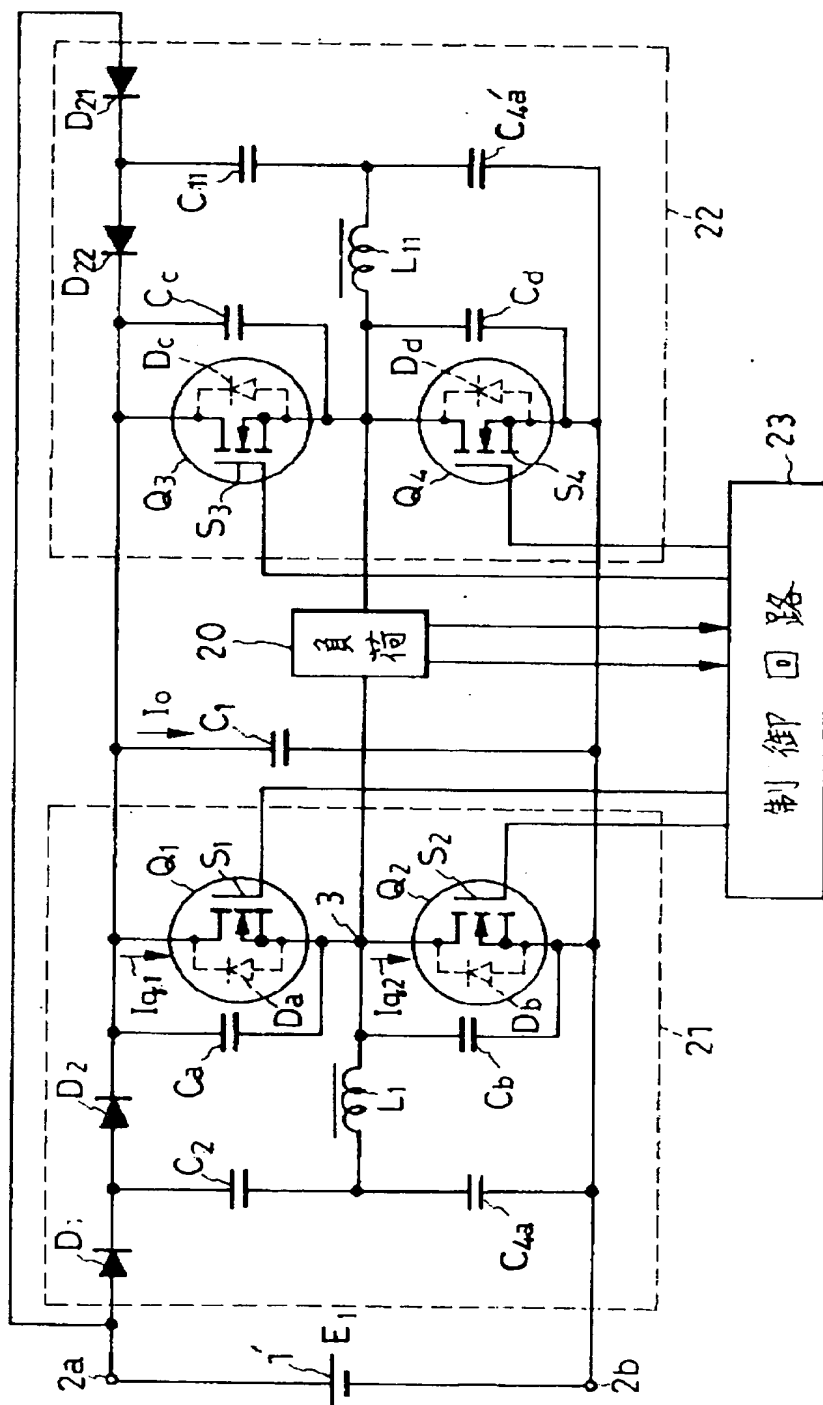 2a
1'
E1
2b
D1
D2
C2
C4a
L1
Ca
Cb
Iq1
Iq2
Da
Db
Q1
S1
Q2
S2
3
21
Io
C1
20
負荷
Q3
S3
Dc
Cc
Q4
S4
Dd
Cd
D22
D21
C11
L11
C4a'
22
23
制御回路